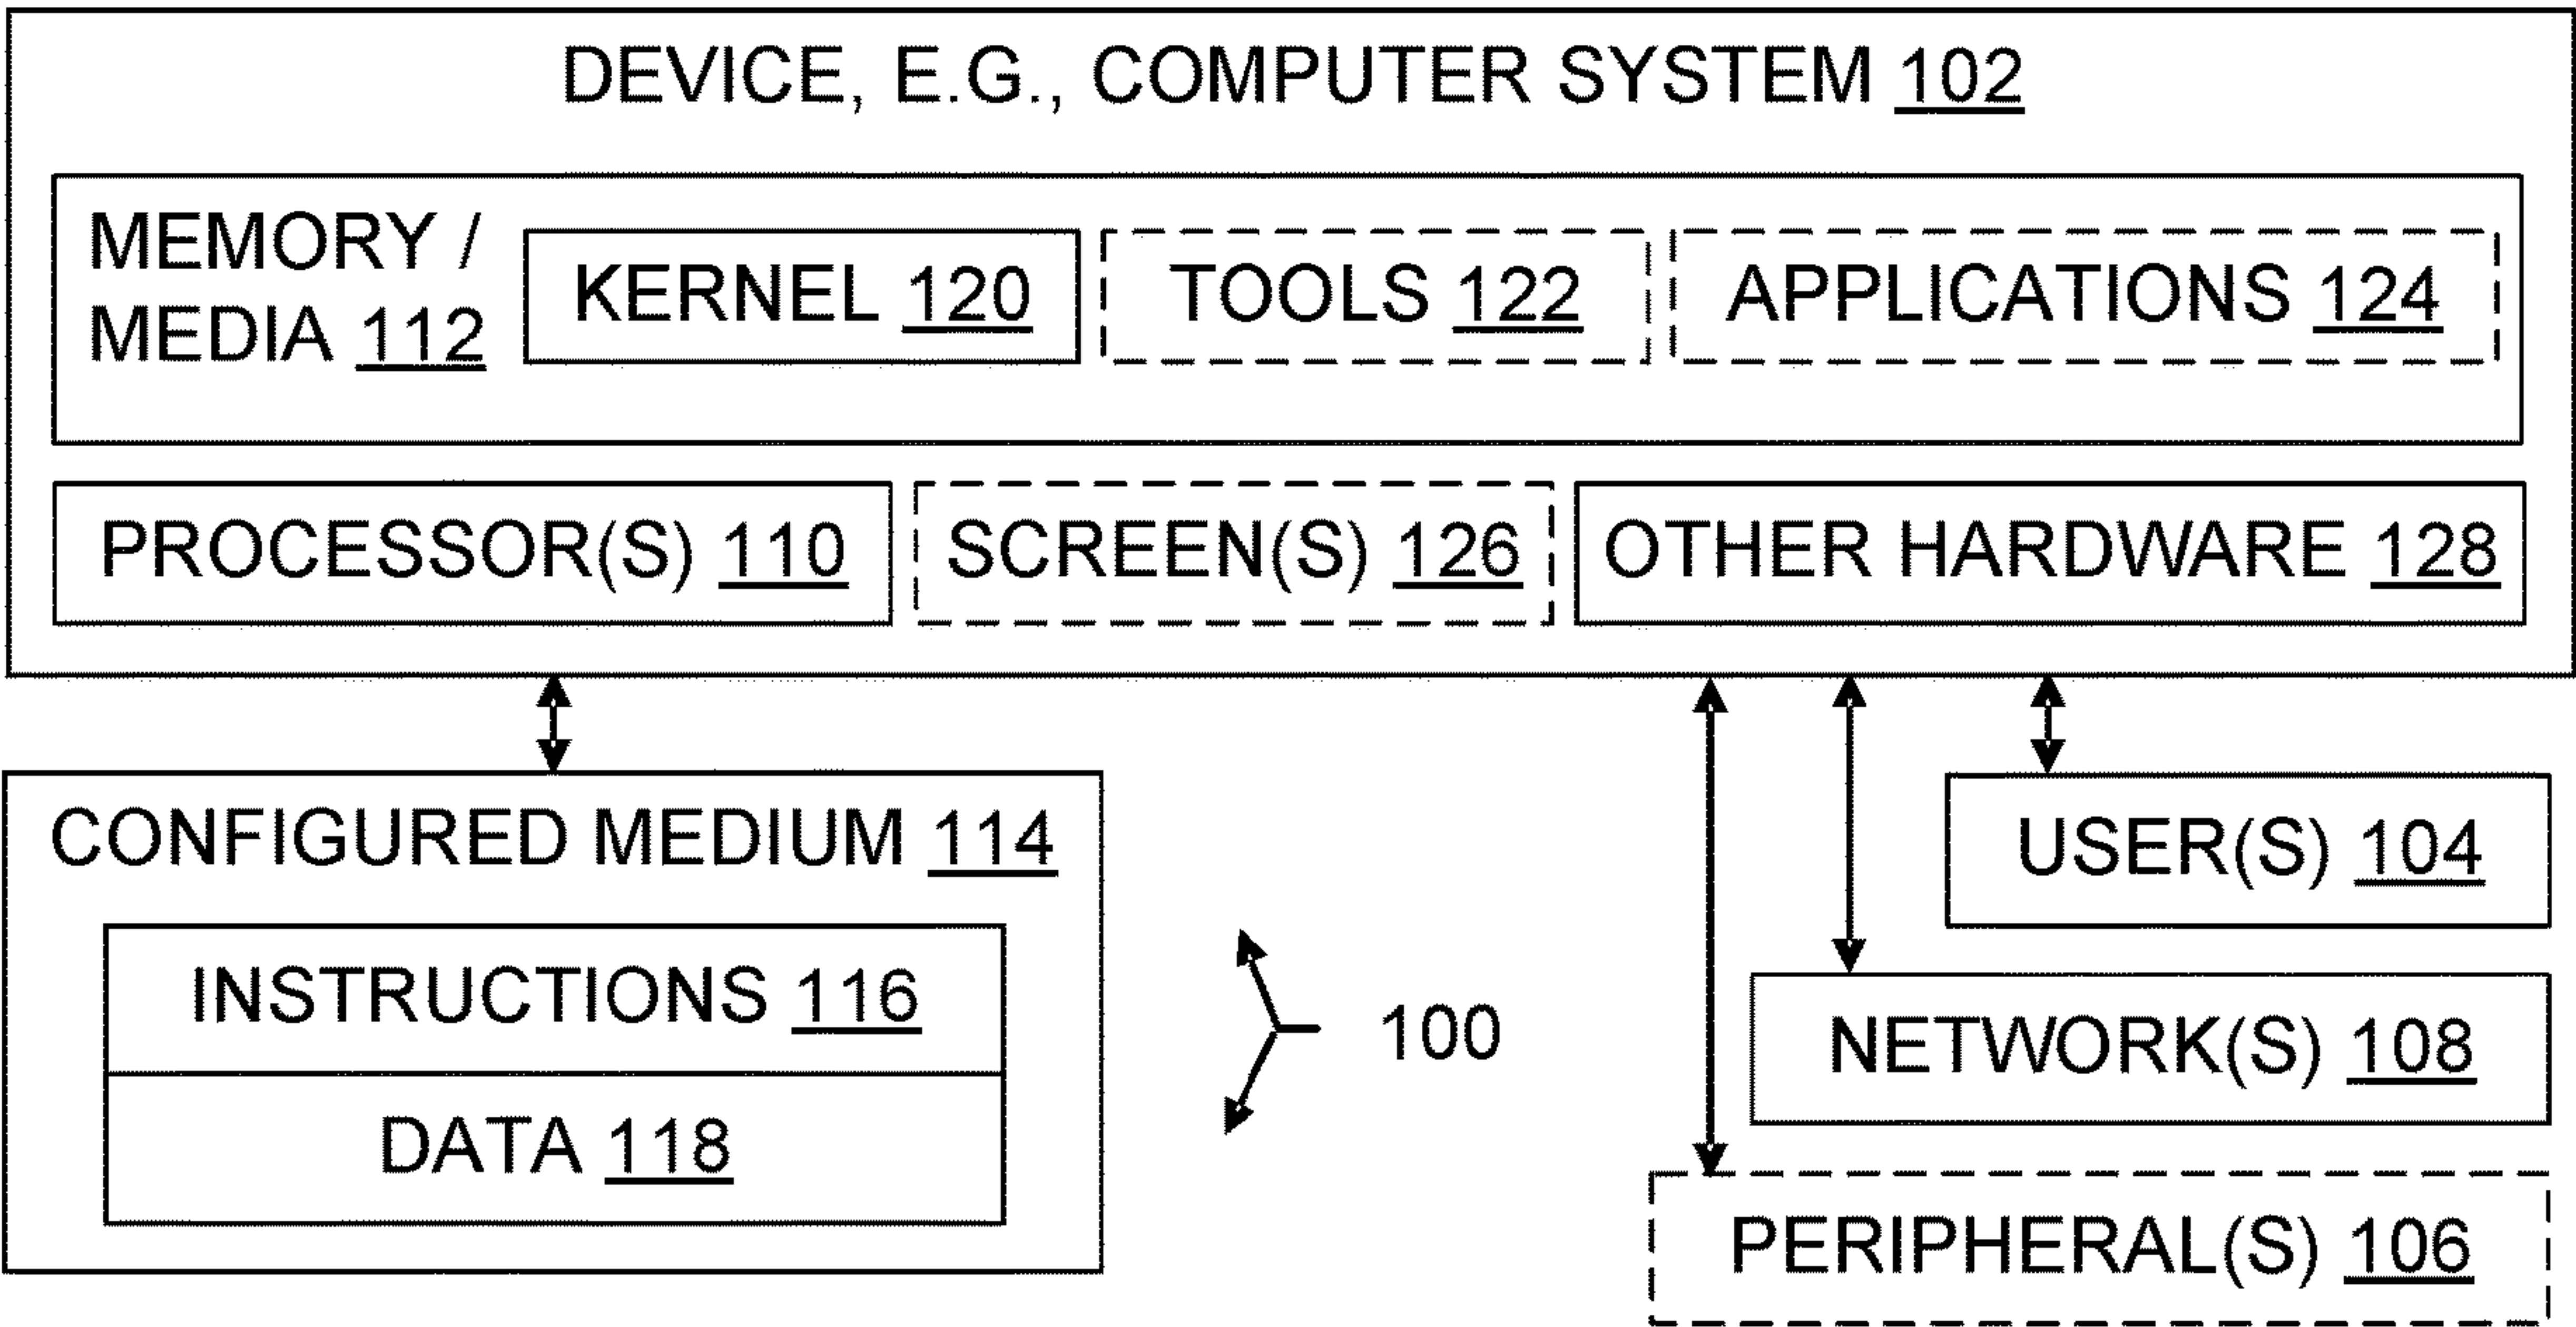 DEVICE, E.G., COMPUTER SYSTEM 102
MEMORY /
MEDIA 112
KERNEL 120
TOOLS 122
APPLICATIONS 124
PROCESSOR(S) 110
SCREEN(S) 126
OTHER HARDWARE 128
CONFIGURED MEDIUM 114
INSTRUCTIONS 116
DATA 118
100
USER(S) 104
NETWORK(S) 108
PERIPHERAL(S) 106